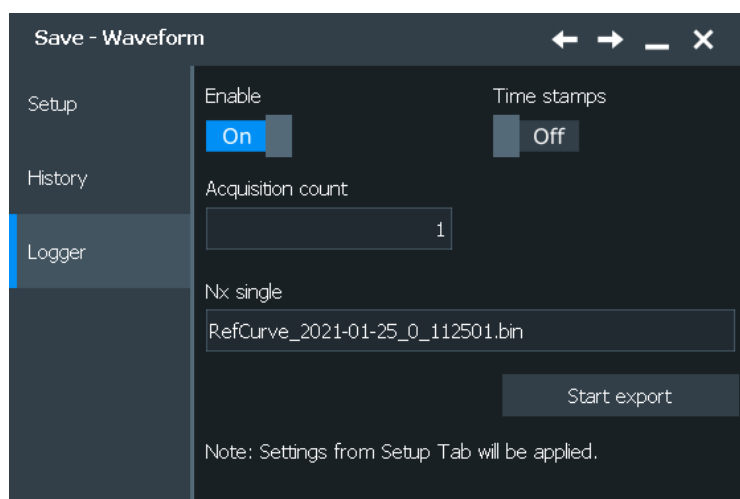 Save - Waveform
Setup
History
Logger
Enable
Time stamps
On
Off
Acquisition count
1
Nx single
RefCurve_2021-01-25_0_112501.bin
Start export
Note: Settings from Setup Tab will be applied.